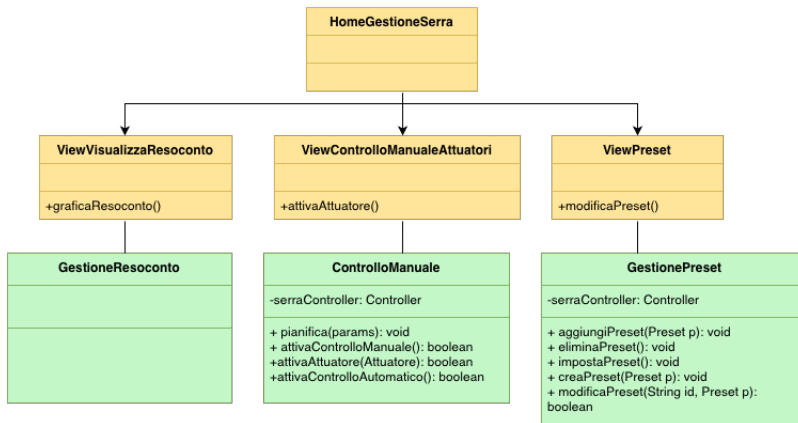 HomeGestioneSerra
ViewVisualizzaResoconto
+graficaResoconto()
ViewControlloManualeAttuatori
+attivaAttuatore()
ViewPreset
+modificaPreset()
GestioneResoconto
ControlloManuale
-serraController: Controller
+ pianifica(params): void
+ attivaControlloManuale(): boolean
+attivaAttuatore(Attuatore): boolean
+attivaControlloAutomatico(): boolean
GestionePreset
-serraController: Controller
+ aggiungiPreset(Preset p): void
+ eliminaPreset(): void
+ impostaPreset(): void
+ creaPreset(Preset p): void
+ modificaPreset(String id, Preset p):
boolean